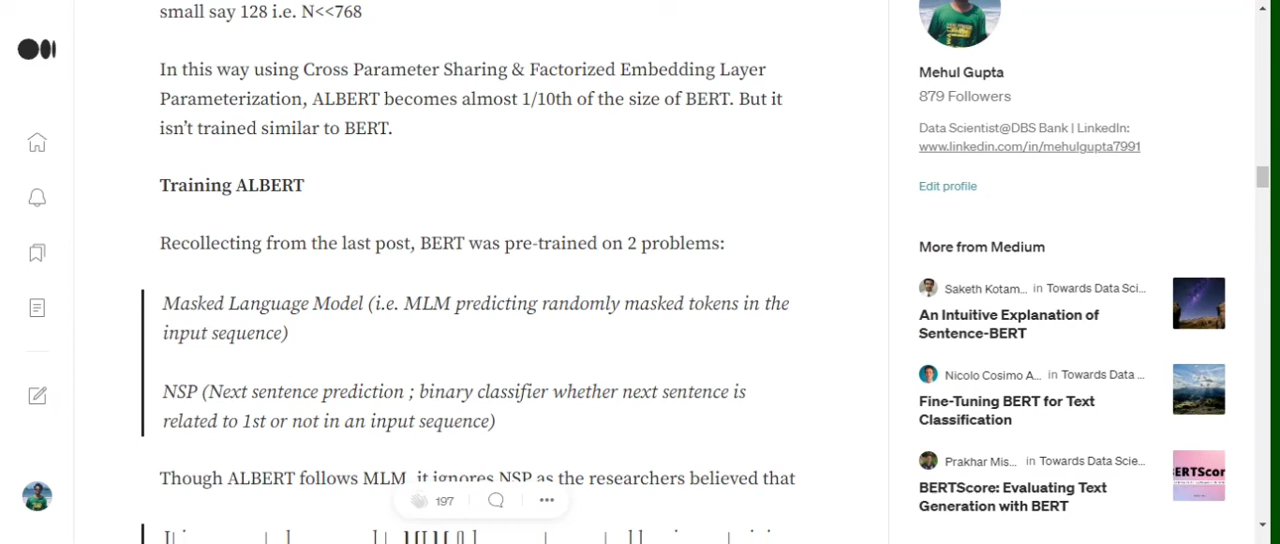 small say 128 i.e. N<<768
In this way using Cross Parameter Sharing & Factorized Embedding Layer
Parameterization, ALBERT becomes almost 1/10th of the size of BERT. But it
isn’t trained similar to BERT.
Training ALBERT
Recollecting from the last post, BERT was pre-trained on 2 problems:
Masked Language Model (i.e. MLM predicting randomly masked tokens in the
input sequence)
NSP (Next sentence prediction ; binary classifier whether next sentence is
related to 1st or not in an input sequence)
Though ALBERT follows MLM, it ignores NSP as the researchers believed that
197
Mehul Gupta
879 Followers
Data Scientist@DBS Bank | LinkedIn:
www.linkedin.com/in/mehulgupta7991
Edit profile
More from Medium
Saketh Kotam... in Towards Data Sci...
An Intuitive Explanation of
Sentence-BERT
Nicolo Cosimo A... in Towards Data ...
Fine-Tuning BERT for Text
Classification
Prakhar Mis... in Towards Data Scie...
BERTScore: Evaluating Text
Generation with BERT